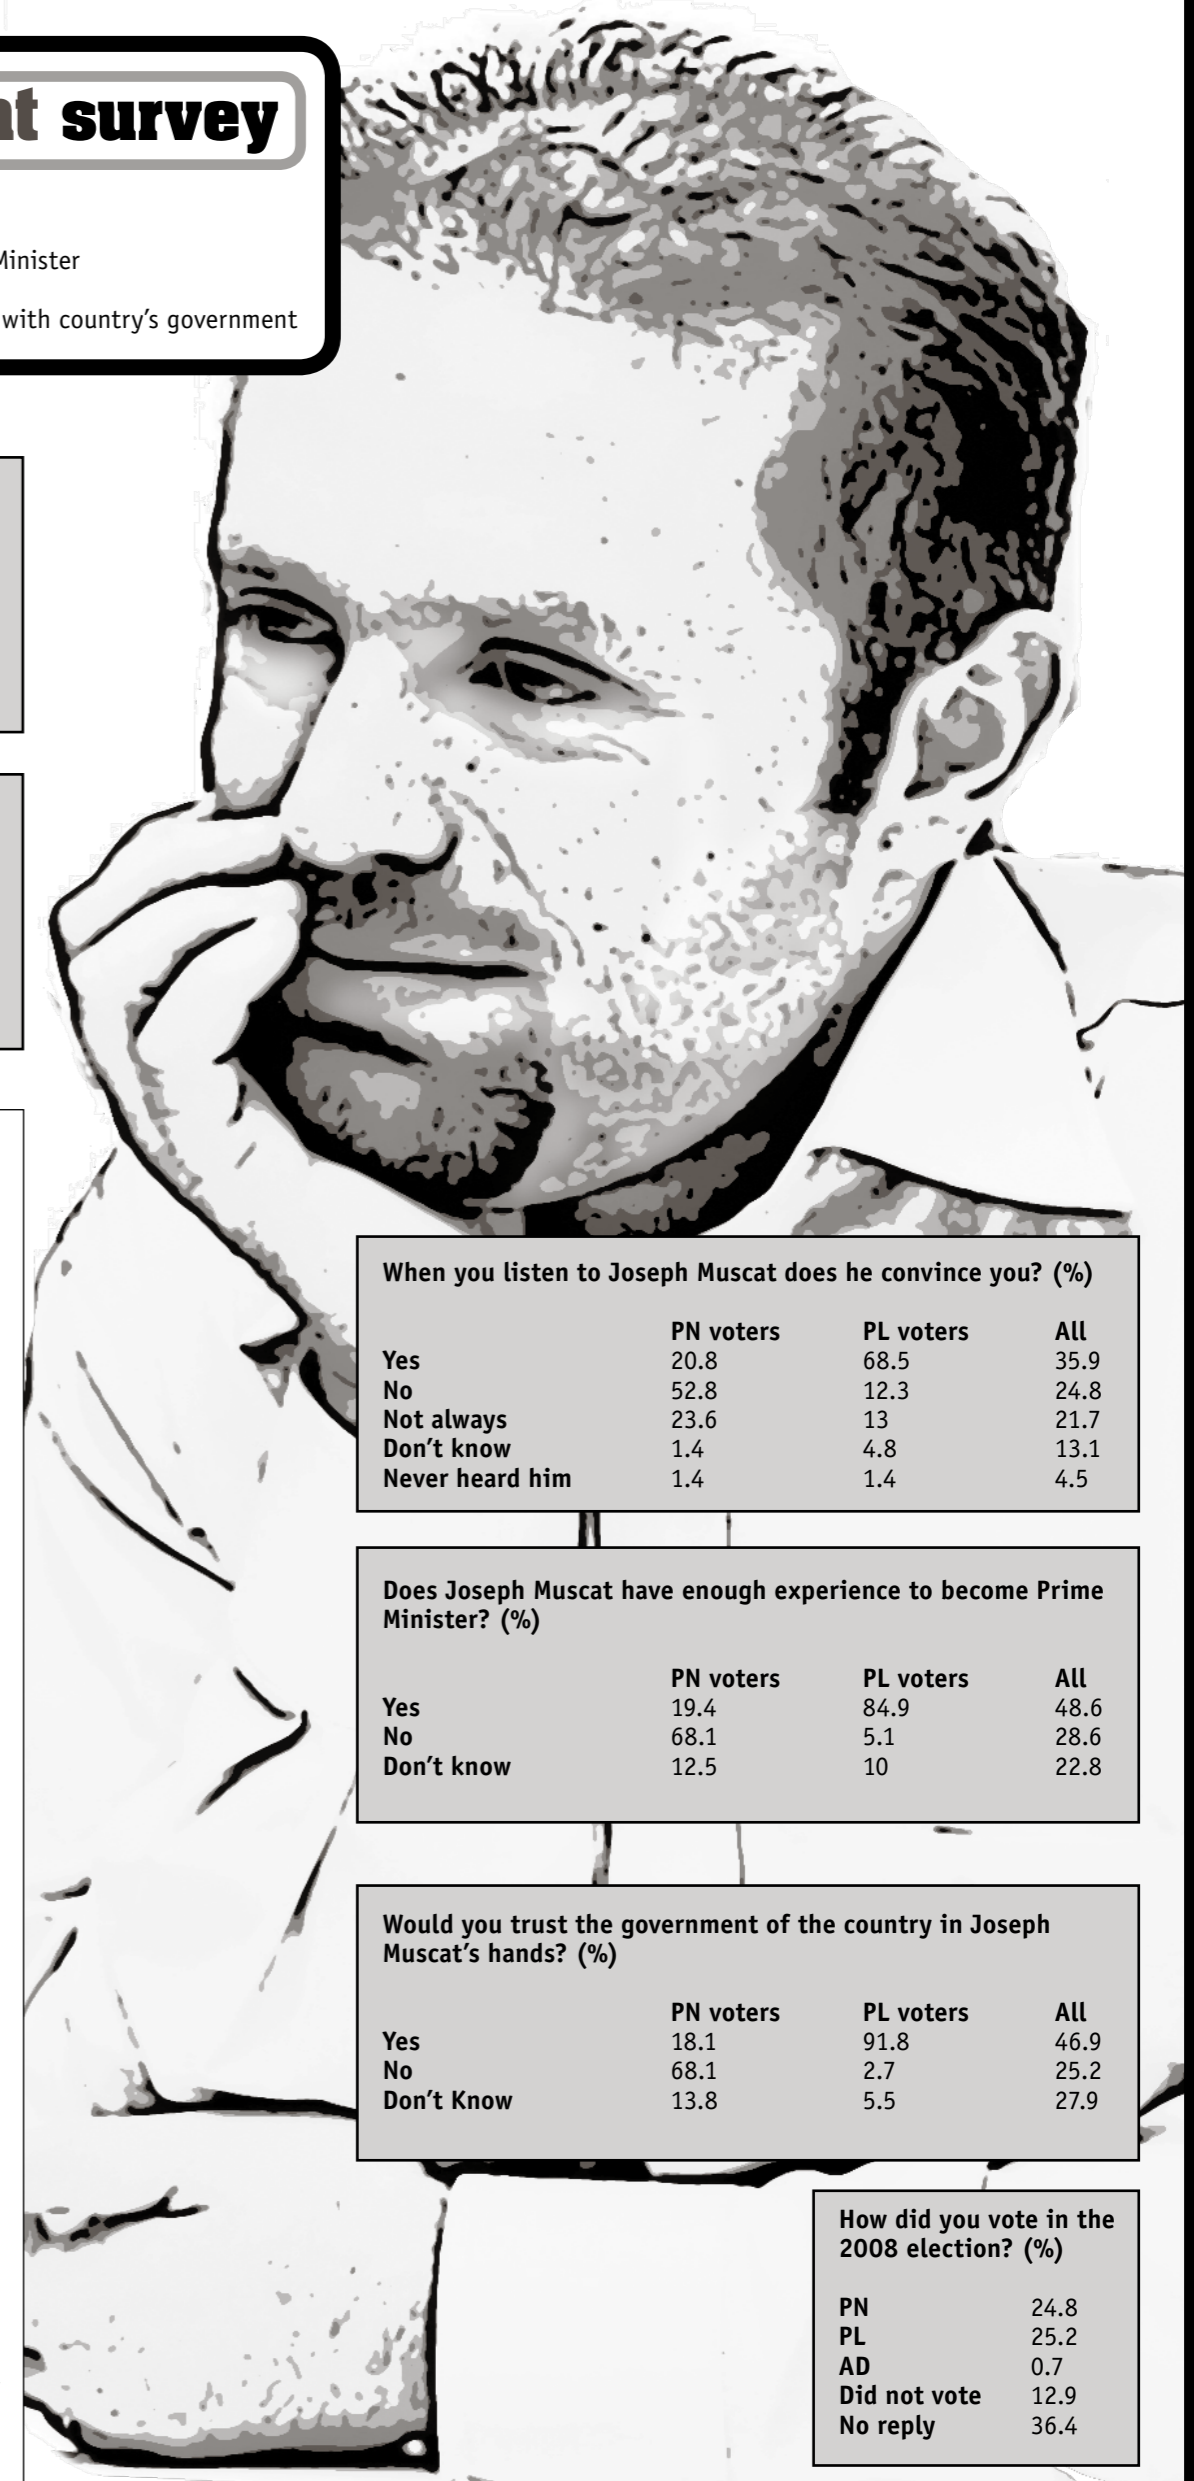 survey
Minister
with country's government
When you listen to Joseph Muscat does he convince you? (%)
PN voters PL voters All
Yes 20.8 68.5 35.9
No 52.8 12.3 24.8
Not always 23.6 13 21.7
Don't know 1.4 4.8 13.1
Never heard him 1.4 1.4 4.5
Does Joseph Muscat have enough experience to become Prime
Minister? (%)
PN voters PL voters All
Yes 19.4 84.9 48.6
No 68.1 5.1 28.6
Don't know 12.5 10 22.8
Would you trust the government of the country in Joseph
Muscat's hands? (%)
PN voters PL voters All
Yes 18.1 91.8 46.9
No 68.1 2.7 25.2
Don't Know 13.8 5.5 27.9
How did you vote in the
2008 election? (%)
PN 24.8
PL 25.2
AD 0.7
Did not vote 12.9
No reply 36.4